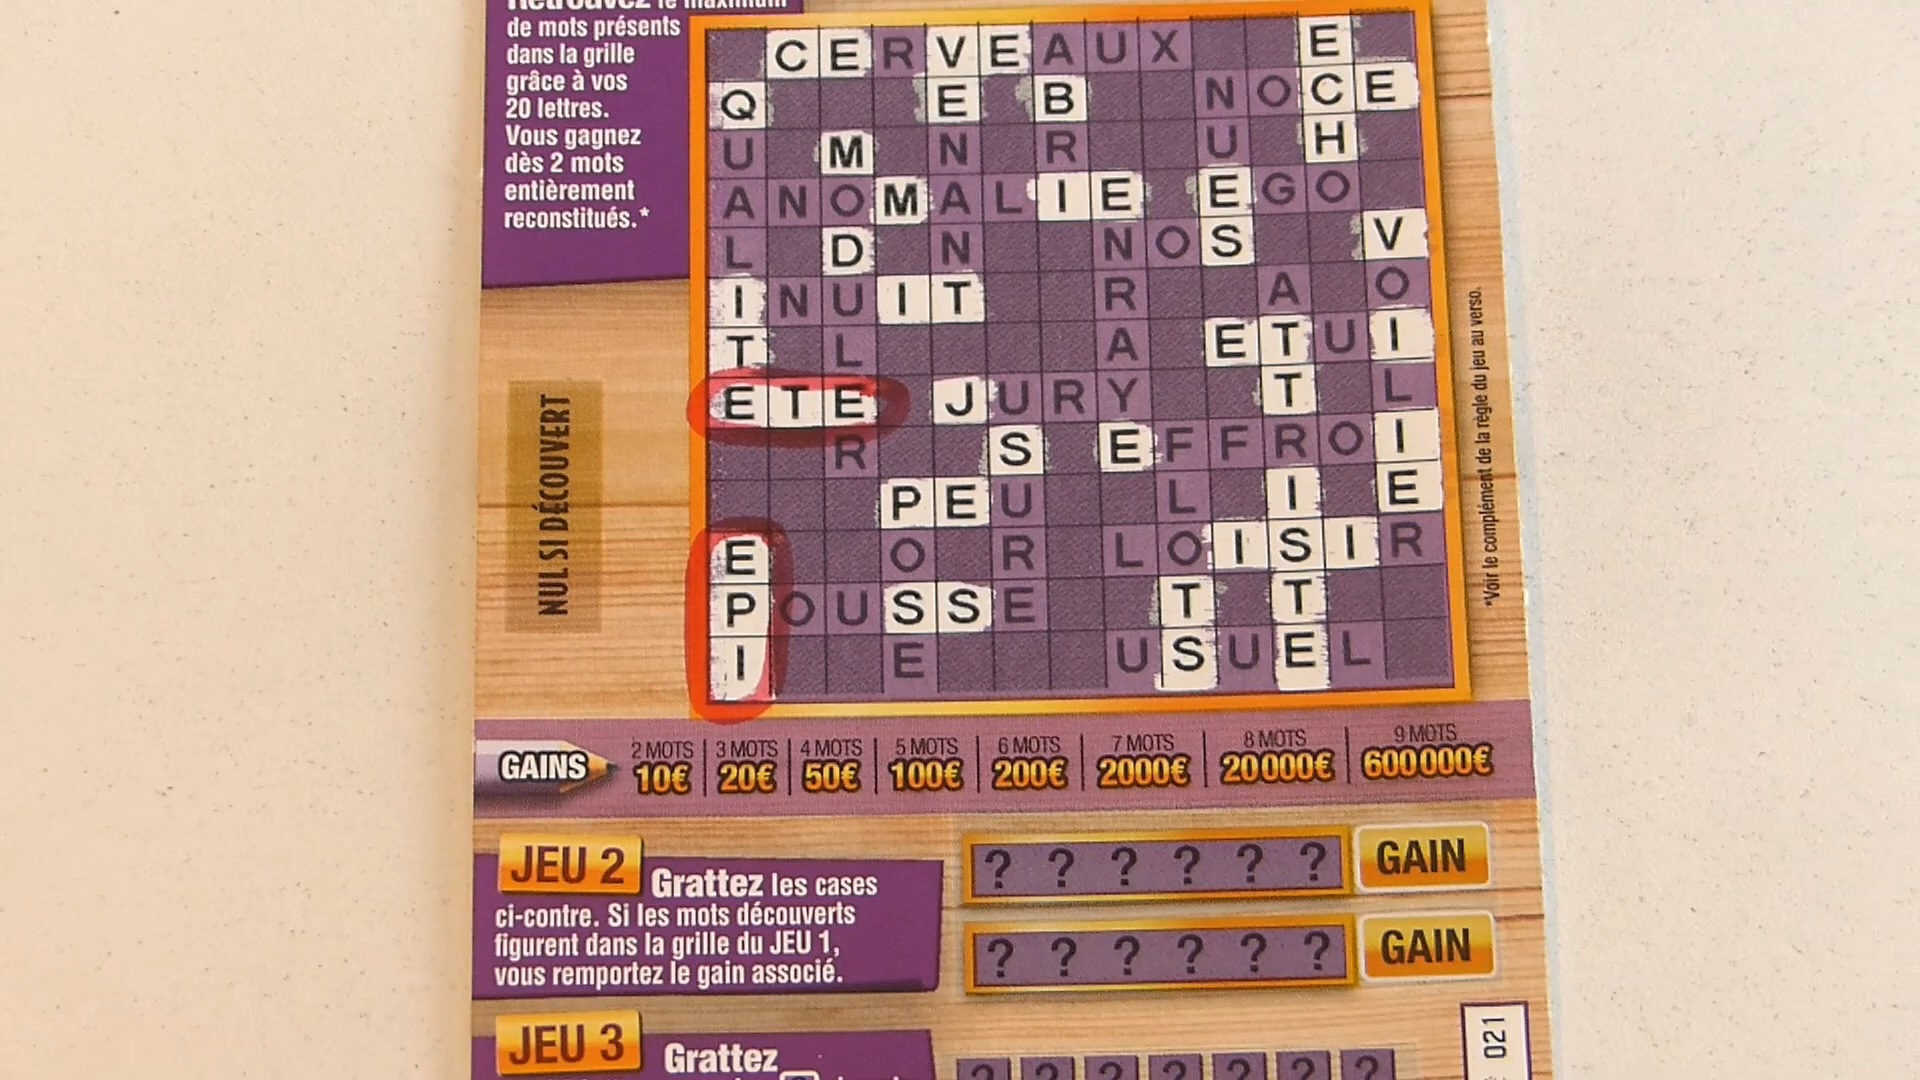 Retrouvez le maximum
de mots présents
dans la grille
grâce à vos
20 lettres.
Vous gagnez
dès 2 mots
entièrement
reconstitués.*
CERVEAUX E
Q E B NOCE
U M N R U H
ANOMALIE EGO
L D N NOS V
INUIT R A O
T L A ETUI
ETE JURY T L
R S EFFROI
PEU L I E
E O R LOISIR
POUSSE T T
I E USUEL
NUL SI DÉCOUVERT
*Voir le complément de la règle du jeu au verso.
GAINS
2 MOTS 3 MOTS 4 MOTS 5 MOTS 6 MOTS 7 MOTS 8 MOTS 9 MOTS
10€ 20€ 50€ 100€ 200€ 2000€ 20000€ 600000€
JEU 2 Grattez les cases
ci-contre. Si les mots découverts
figurent dans la grille du JEU 1,
vous remportez le gain associé.
? ? ? ? ? ? GAIN
? ? ? ? ? ? GAIN
JEU 3 Grattez
? ? ? ? ? ? ?
021